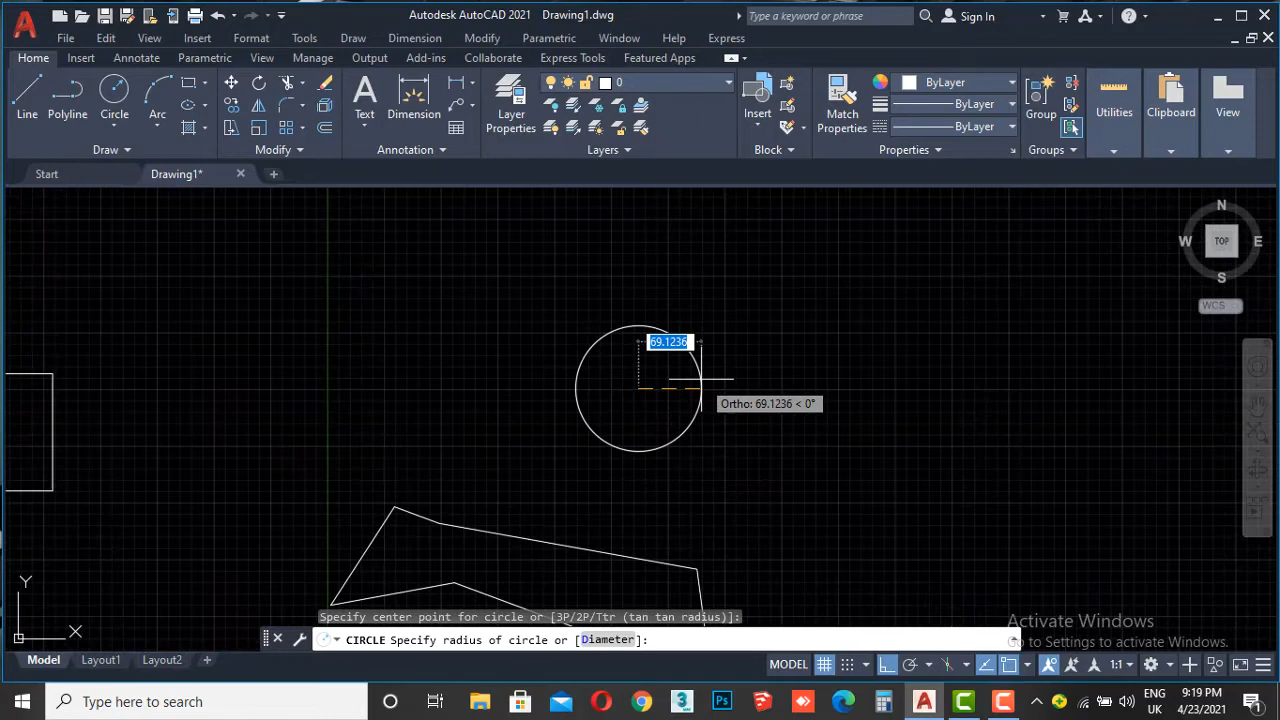 Autodesk AutoCAD 2021 Drawing1.dwg
Type a keyword or phrase
Sign In
File Edit View Insert Format Tools Draw Dimension Modify Parametric Window Help Express
Home Insert Annotate Parametric View Manage Output Add-ins Collaborate Express Tools Featured Apps
0
ByLayer
ByLayer
ByLayer
Line Polyline Circle Arc
Text Dimension
Layer
Properties
Insert
Match
Properties
Group
Utilities Clipboard View
Draw Modify Annotation Layers Block Properties Groups
Start Drawing1*
N
W TOP E
S
WCS
69.1236
Ortho: 69.1236 < 0°
Y
X
Specify center point for circle or [3P/2P/Ttr (tan tan radius)]:
CIRCLE Specify radius of circle or [Diameter]:
Activate Windows
Go to Settings to activate Windows.
Model Layout1 Layout2 +
MODEL 1:1
Type here to search
ENG
UK
9:19 PM
4/23/2021